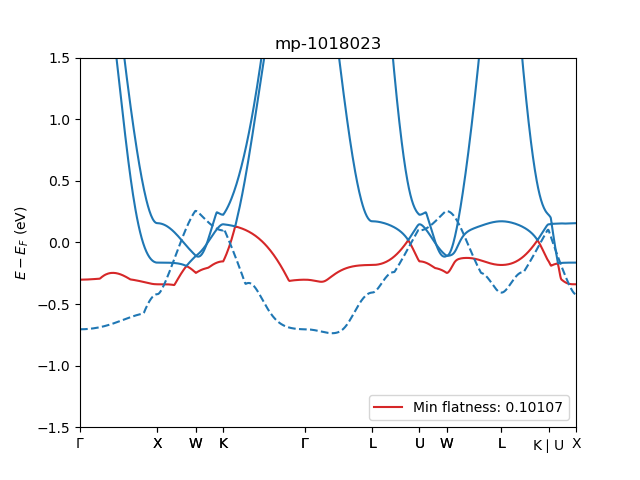 mp-1018023
E − E_F (eV)
1.5
1.0
0.5
0.0
−0.5
−1.0
−1.5
Min flatness: 0.10107
Γ X W K Γ L U W L K | U X